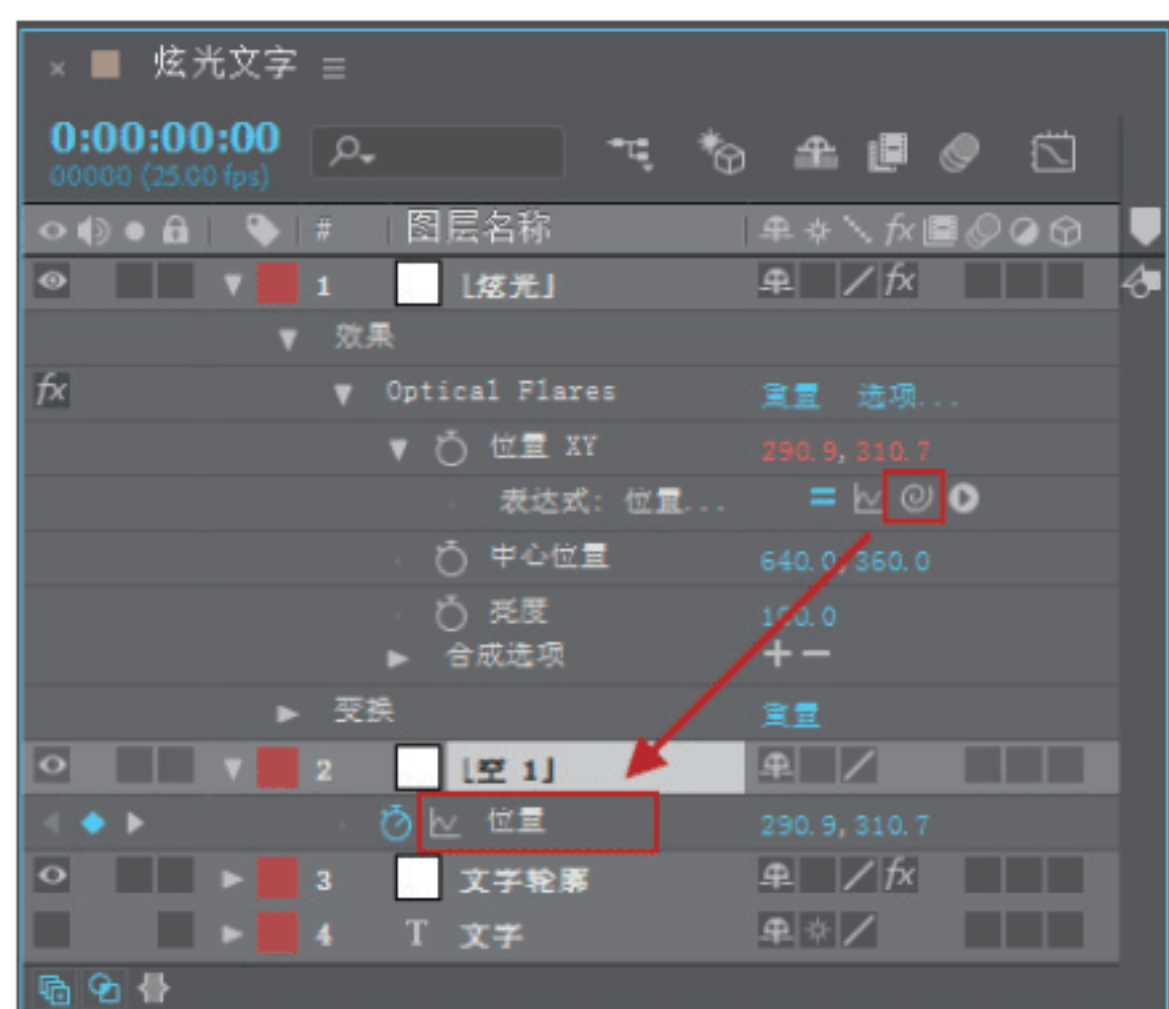 炫光文字
0:00:00:00
00000 (25.00 fps)
# 图层名称 fx
1 [炫光] fx
效果
fx Optical Flares 重置 选项...
位置 XY 290.9, 310.7
表达式: 位置...
中心位置 640.0, 360.0
亮度 100.0
合成选项 + −
变换 重置
2 [空 1]
位置 290.9, 310.7
3 文字轮廓 fx
4 T 文字